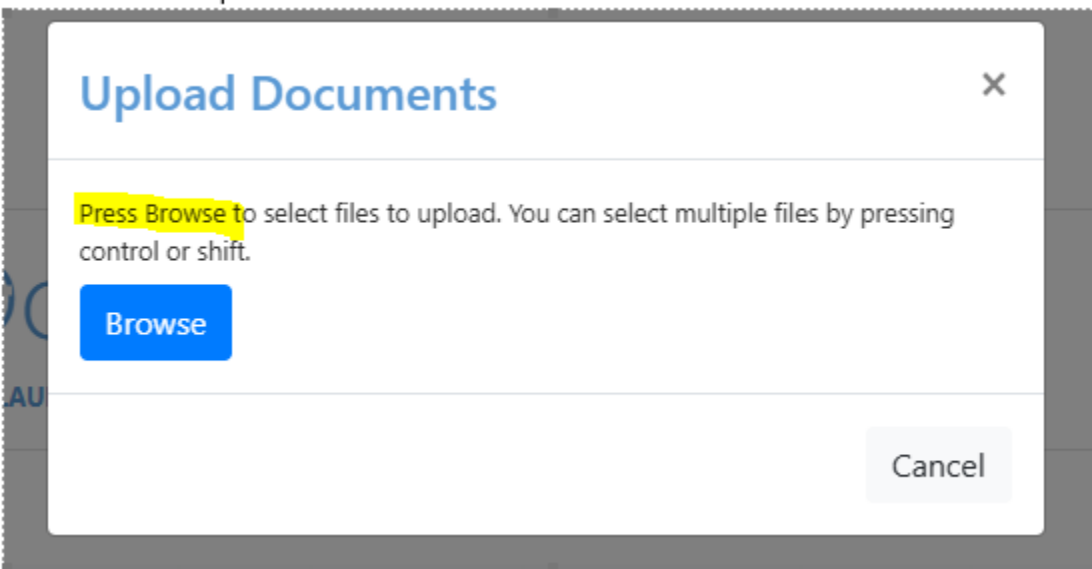 Upload Documents
×
Press Browse to select files to upload. You can select multiple files by pressing
control or shift.
Browse
AU
Cancel